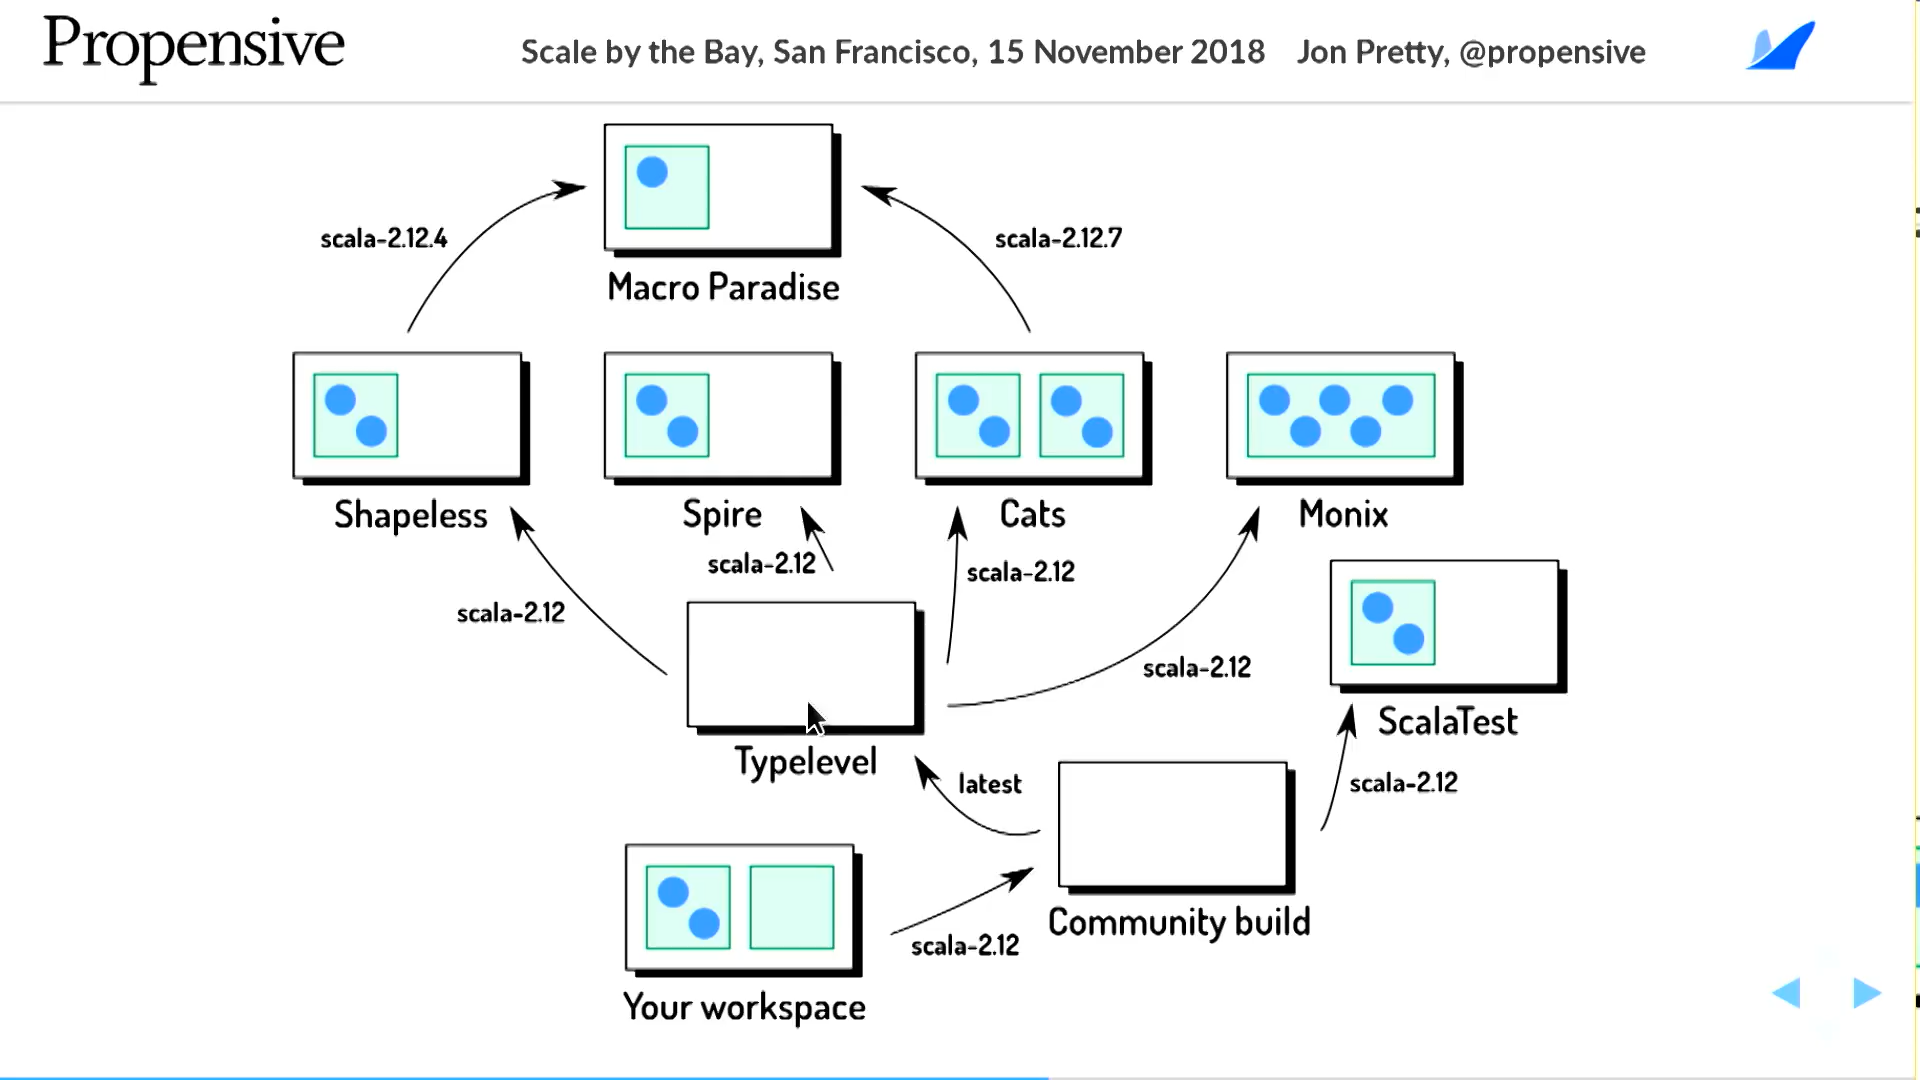 Propensive
Scale by the Bay, San Francisco, 15 November 2018 Jon Pretty, @propensive
scala-2.12.4
scala-2.12.7
Macro Paradise
Shapeless
Spire
Cats
Monix
scala-2.12
scala-2.12
scala-2.12
scala-2.12
ScalaTest
Typelevel
latest
scala-2.12
Community build
scala-2.12
Your workspace